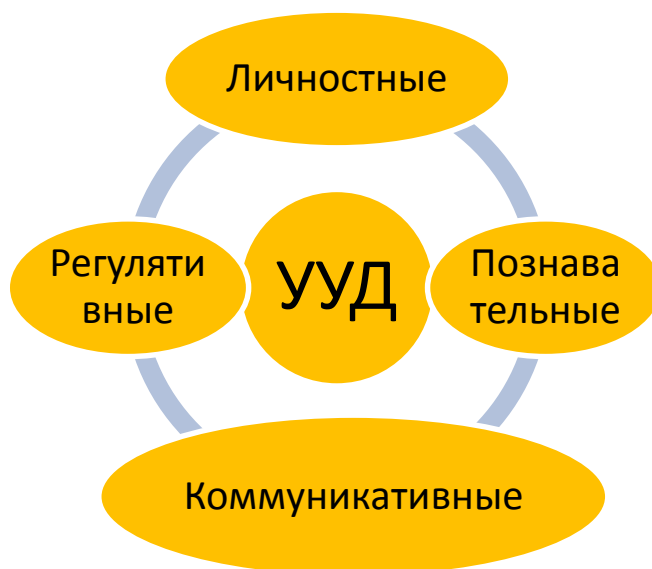 Личностные
Регуляти
вные
УУД
Познава
тельные
Коммуникативные